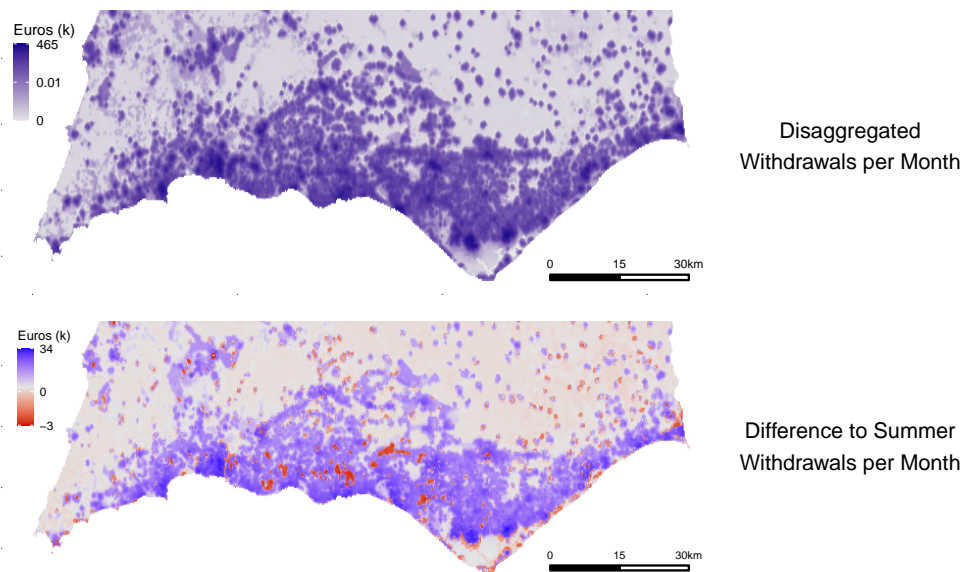 Euros (k)
465
0.01
0
Disaggregated
Withdrawals per Month
0 15 30km
Euros (k)
34
0
−3
Difference to Summer
Withdrawals per Month
0 15 30km